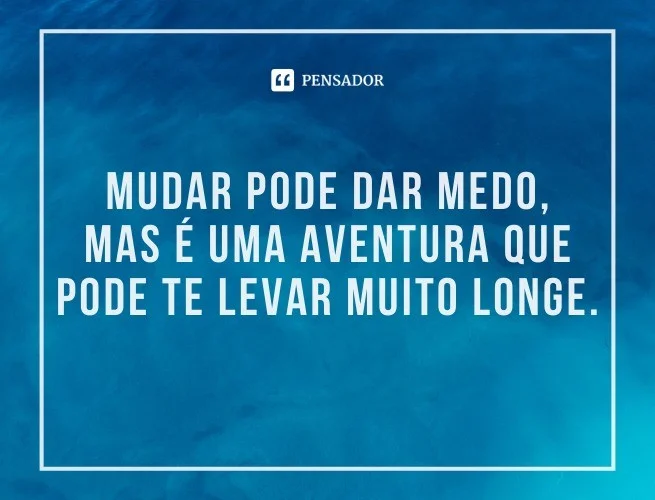 PENSADOR
MUDAR PODE DAR MEDO,
MAS É UMA AVENTURA QUE
PODE TE LEVAR MUITO LONGE.